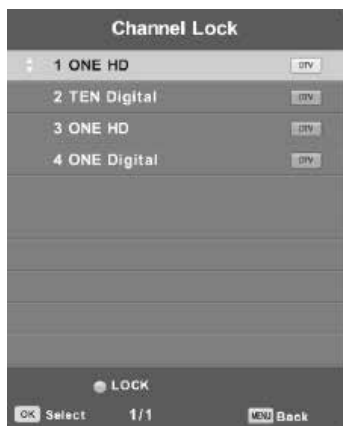 Channel Lock
1 ONE HD DTV
2 TEN Digital DTV
3 ONE HD DTV
4 ONE Digital DTV
LOCK
OK Select 1/1 MENU Back